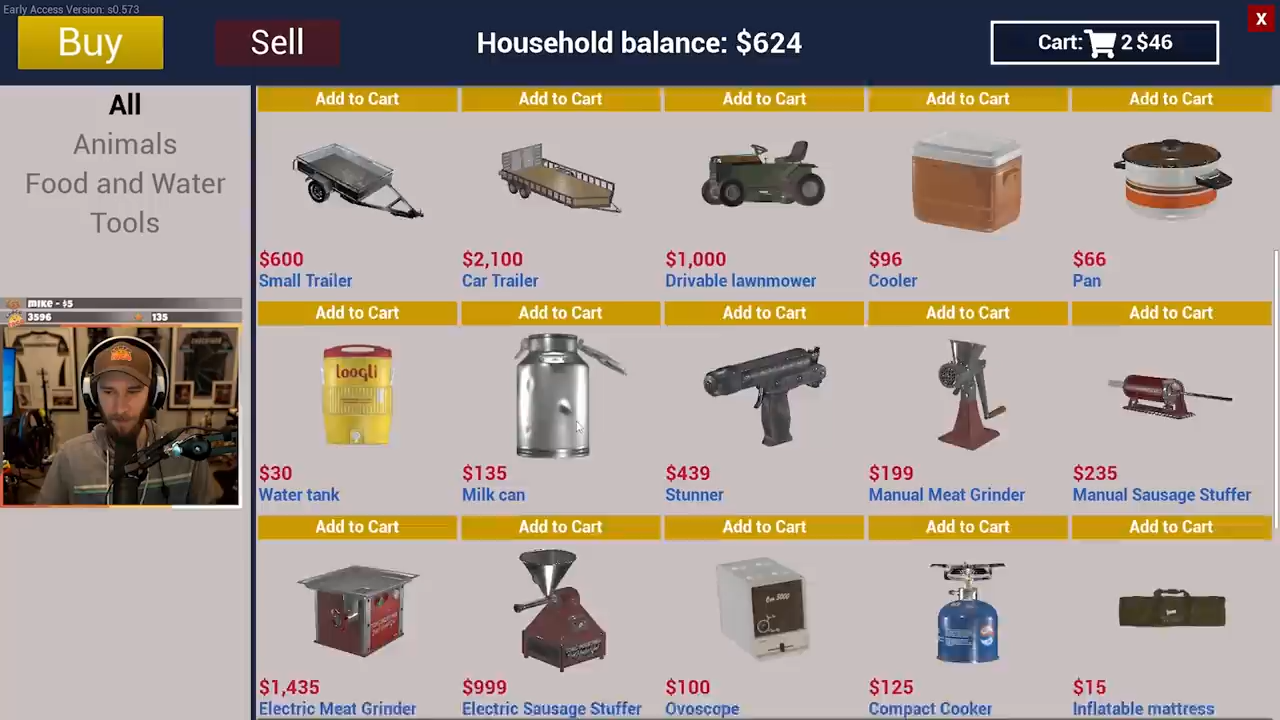 Early Access Version: s0.573
Buy
Sell
Household balance: $624
Cart: 2 $46
X
All
Animals
Food and Water
Tools
mike - $5
3596
135
Add to Cart
Add to Cart
Add to Cart
Add to Cart
Add to Cart
$600
$2,100
$1,000
$96
$66
Small Trailer
Car Trailer
Drivable lawnmower
Cooler
Pan
Add to Cart
Add to Cart
Add to Cart
Add to Cart
Add to Cart
loogli
$30
$135
$439
$199
$235
Water tank
Milk can
Stunner
Manual Meat Grinder
Manual Sausage Stuffer
Add to Cart
Add to Cart
Add to Cart
Add to Cart
Add to Cart
$1,435
$999
$100
$125
$15
Electric Meat Grinder
Electric Sausage Stuffer
Ovoscope
Compact Cooker
Inflatable mattress